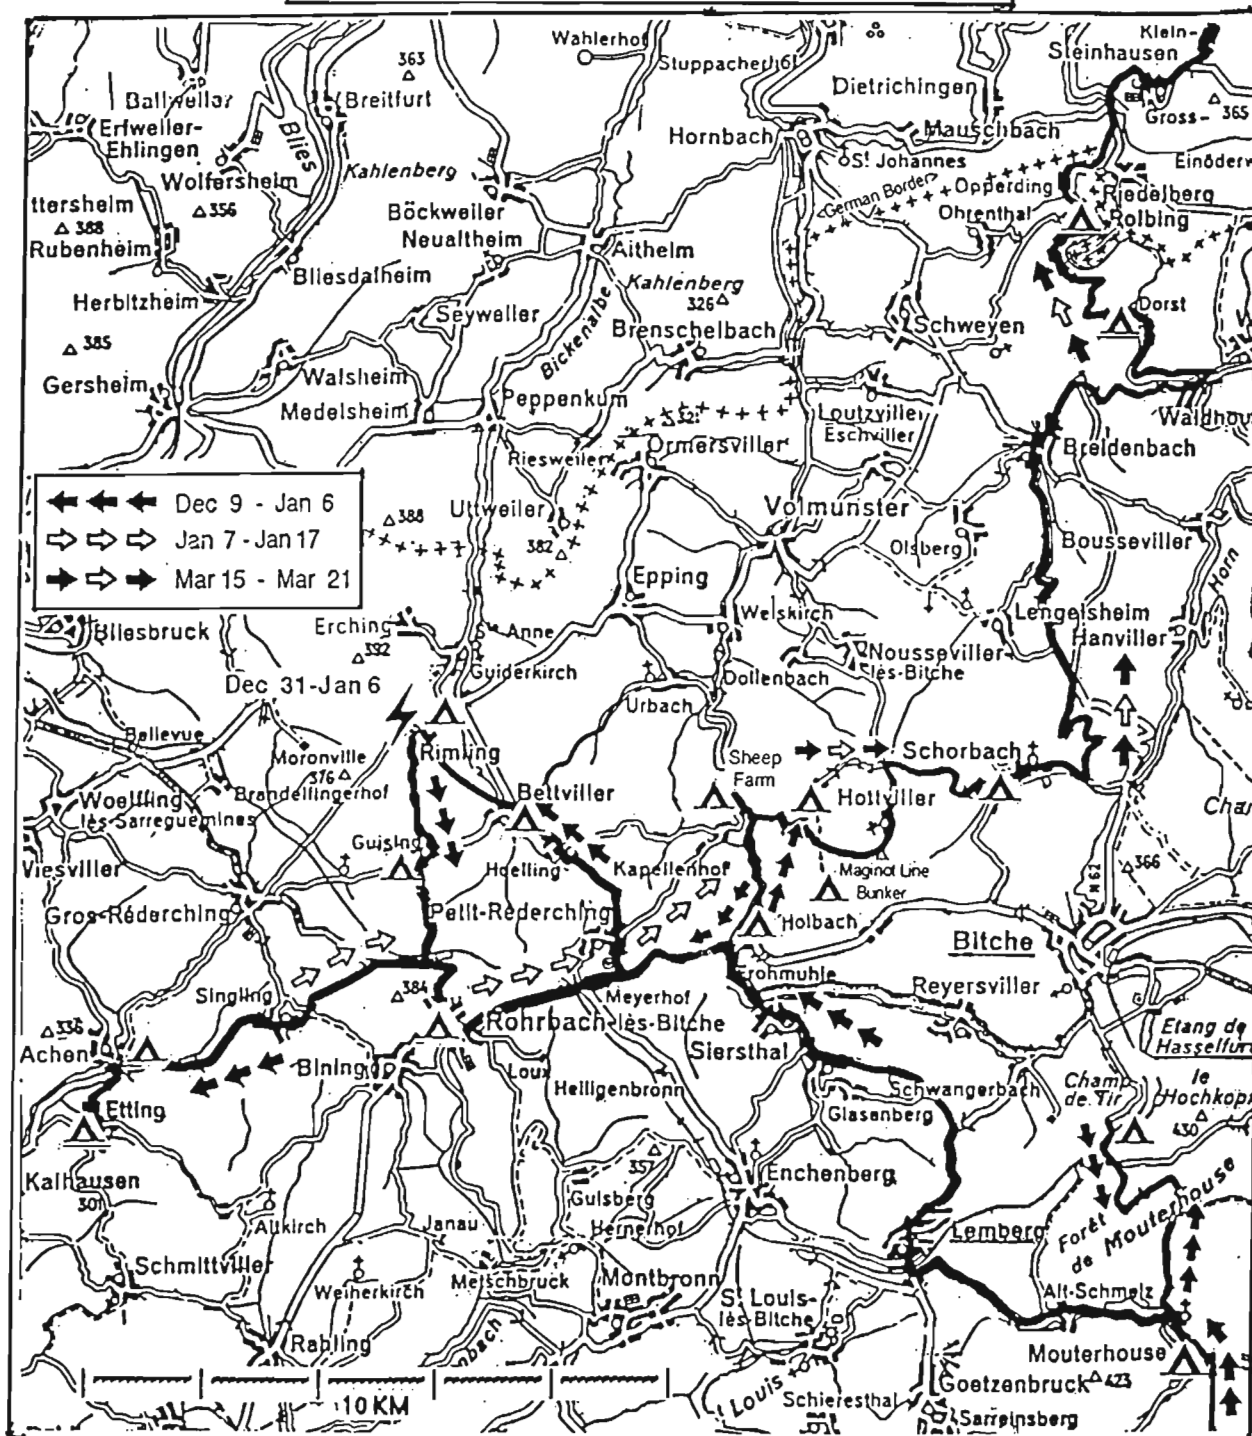 Wahlerhof
Klein-
Steinhausen
363
Stuppacherhof
Ballweiler
Breitfurt
Dietrichingen
Gross-
365
Erfweiler-
Ehlingen
Blies
Hornbach
Mauschbach
St Johannes
Wolfersheim
Kahlenberg
German Border
Opperding
Riedelberg
ttersheim
356
Böckweiler
Ohrenthal
Rolbing
388
Rubenheim
Neualtheim
Altheim
Bliesdalheim
Kahlenberg
Herbitzheim
326
Dorst
Seyweiler
Brenschelbach
Schweyen
385
Bickenalbe
Gersheim
Walsheim
Medelsheim
Peppenkum
Loutzviller
Eschviller
Breidenbach
Riesweiler
Dec 9 - Jan 6
Jan 7 - Jan 17
Mar 15 - Mar 21
Uttweiler
388
382
Volmunster
Olsberg
Bousseviller
Horn
Epping
Bliesbruck
Erching
St Anne
Welskirch
Lengelsheim
Hanviller
392
Guiderkirch
Nousseviller
lès-Bitche
Dec 31-Jan 6
Dollenbach
Urbach
Bellevue
Moronville
376
Rimling
Sheep
Farm
Schorbach
Bettviller
Brandelfingerhof
Hottviller
Woelfling
lès-Sarreguemines
Guising
Wiesviller
Hoelling
Kapellenhof
Maginot Line
Bunker
366
N 62
Gros-Réderching
Petit-Réderching
Holbach
Bitche
Frohmuhle
Singling
384
Meyerhof
Reyersviller
336
Rohrbach-lès-Bitche
Achen
Siersthal
Etang de
Hasselfurt
Bining
Loux
Heiligenbronn
Schwangerbach
Champ
de Tir
le
Hochkopf
Etting
Glasenberg
430
357
Enchenberg
Kalhausen
301
Gulsberg
Altkirch
Janau
Hernerhof
Lemberg
Forêt
de Mouterhouse
Schmittviller
Weiherkirch
Metschbruck
Montbronn
Alt-Schmelz
St Louis-
lès-Bitche
Rahling
Mouterhouse
10 KM
Louis
Schieresthal
Goetzenbruck
423
Sarreinsberg